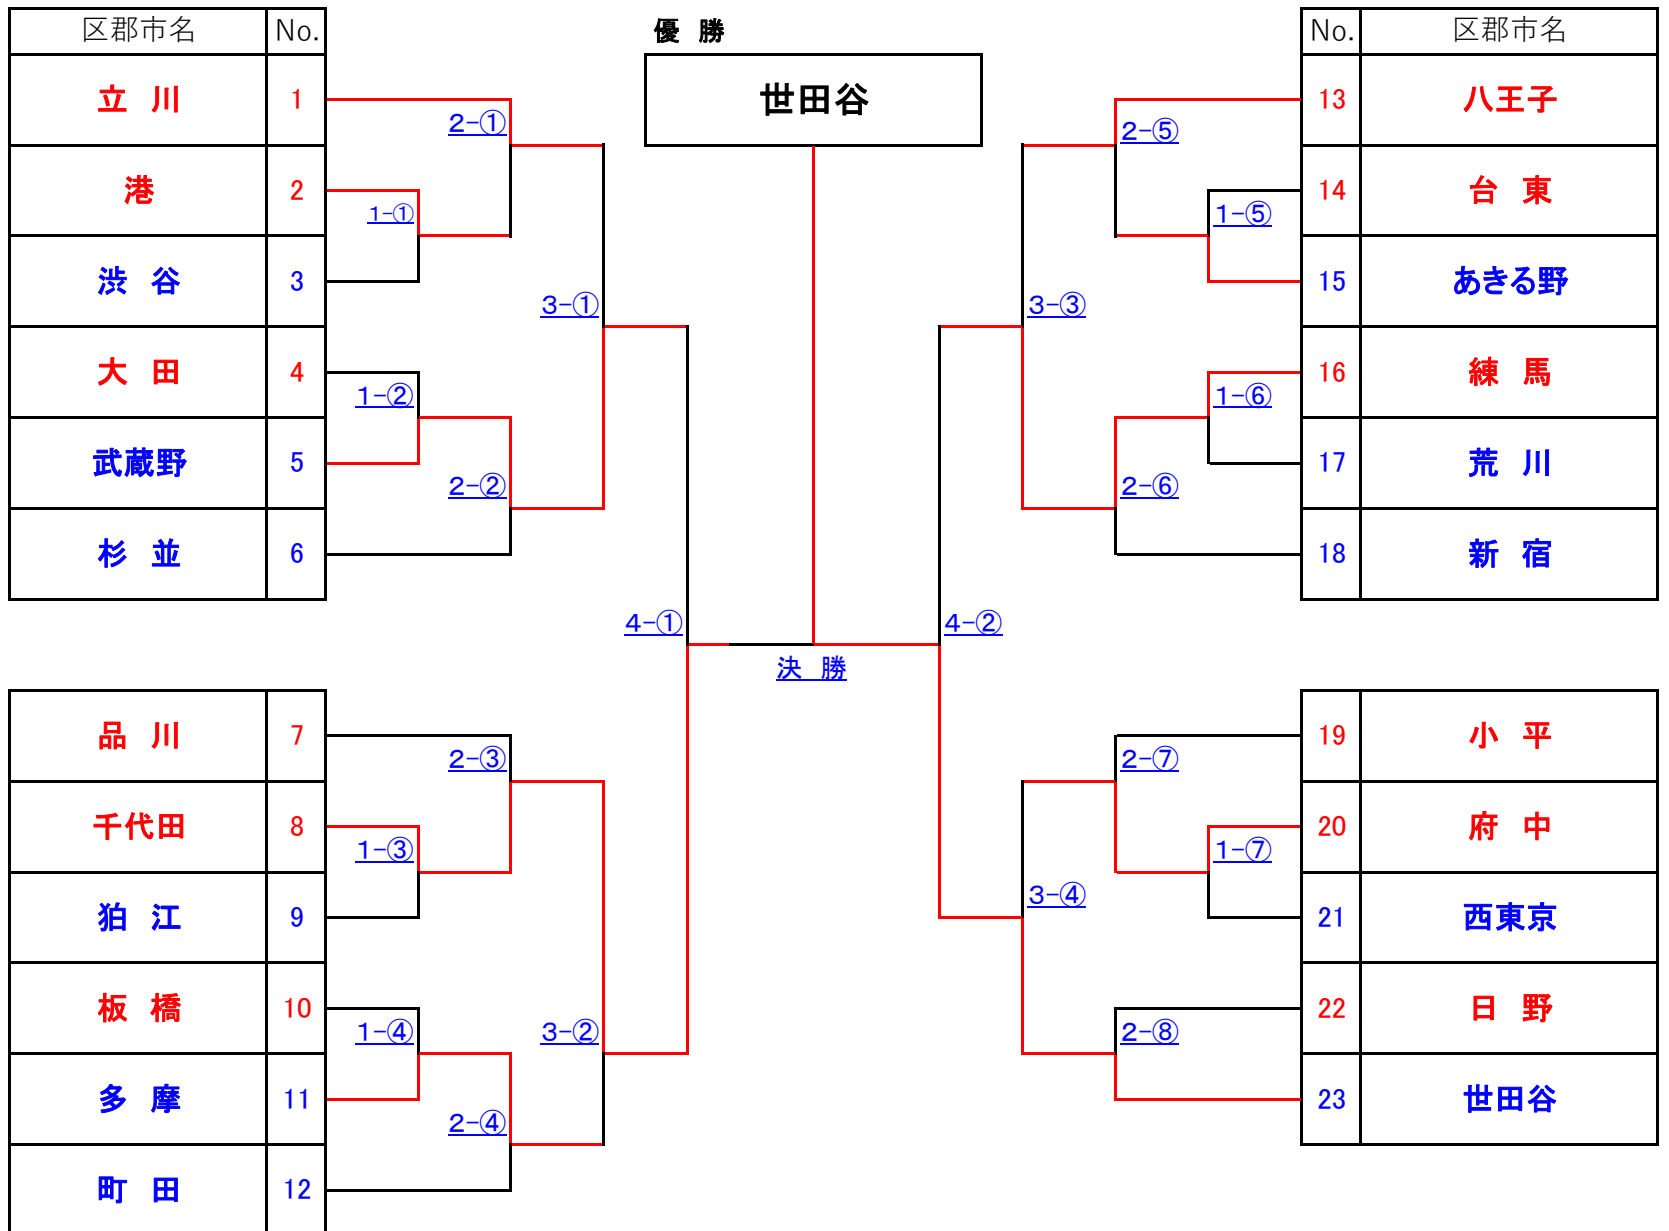 区郡市名 No.
優 勝
No. 区郡市名
世田谷
立 川 1
2-①
港 2
1-①
渋 谷 3
3-①
大 田 4
1-②
武蔵野 5
2-②
杉 並 6
4-①
品 川 7
2-③
千代田 8
1-③
狛 江 9
板 橋 10
1-④
3-②
多 摩 11
2-④
町 田 12
決 勝
13 八王子
2-⑤
14 台 東
1-⑤
15 あきる野
3-③
16 練 馬
1-⑥
17 荒 川
2-⑥
18 新 宿
4-②
19 小 平
2-⑦
20 府 中
1-⑦
3-④
21 西東京
22 日 野
2-⑧
23 世田谷